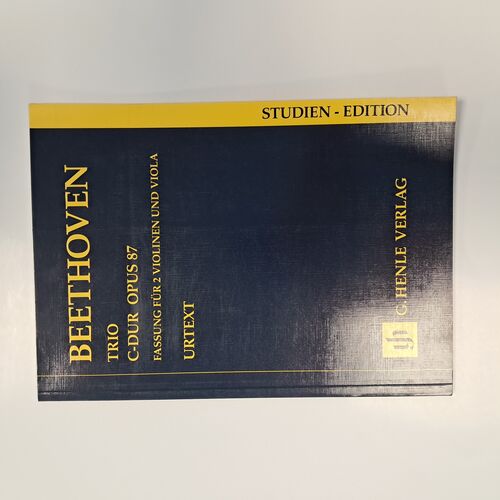 STUDIEN - EDITION
BEETHOVEN
TRIO
C-DUR OPUS 87
FASSUNG FÜR 2 VIOLINEN UND VIOLA
URTEXT
G. HENLE VERLAG